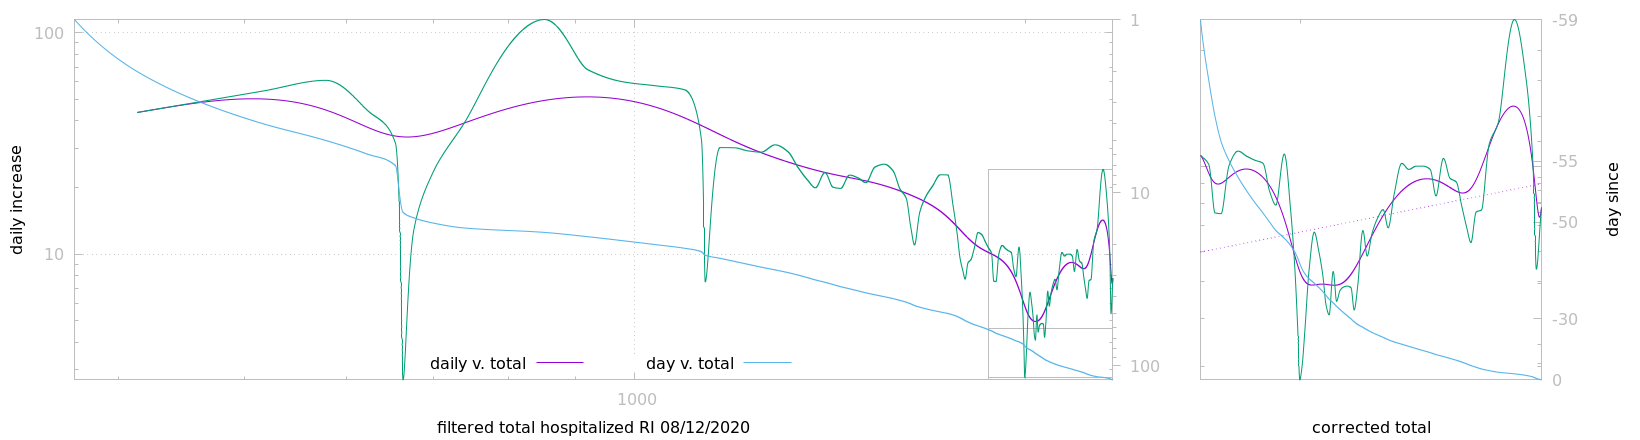 100
10
daily increase
daily v. total
day v. total
1000
filtered total hospitalized RI 08/12/2020
1
10
100
-59
-55
-50
-30
0
day since
corrected total